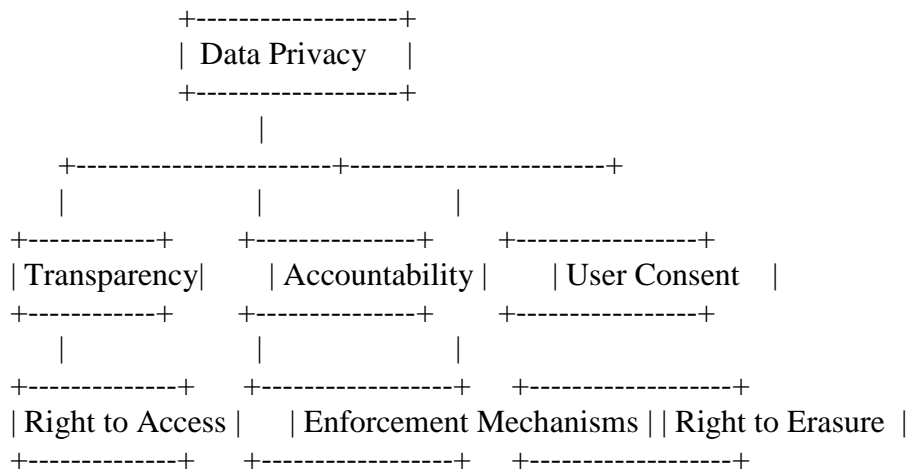 +-------------------+
| Data Privacy |
+-------------------+
|
+------------------------+------------------------+
| | |
+------------+ +----------------+ +-----------------+
| Transparency| | Accountability | | User Consent |
+------------+ +----------------+ +-----------------+
| | |
+--------------+ +------------------+ +-------------------+
| Right to Access | | Enforcement Mechanisms | | Right to Erasure |
+--------------+ +------------------+ +-------------------+